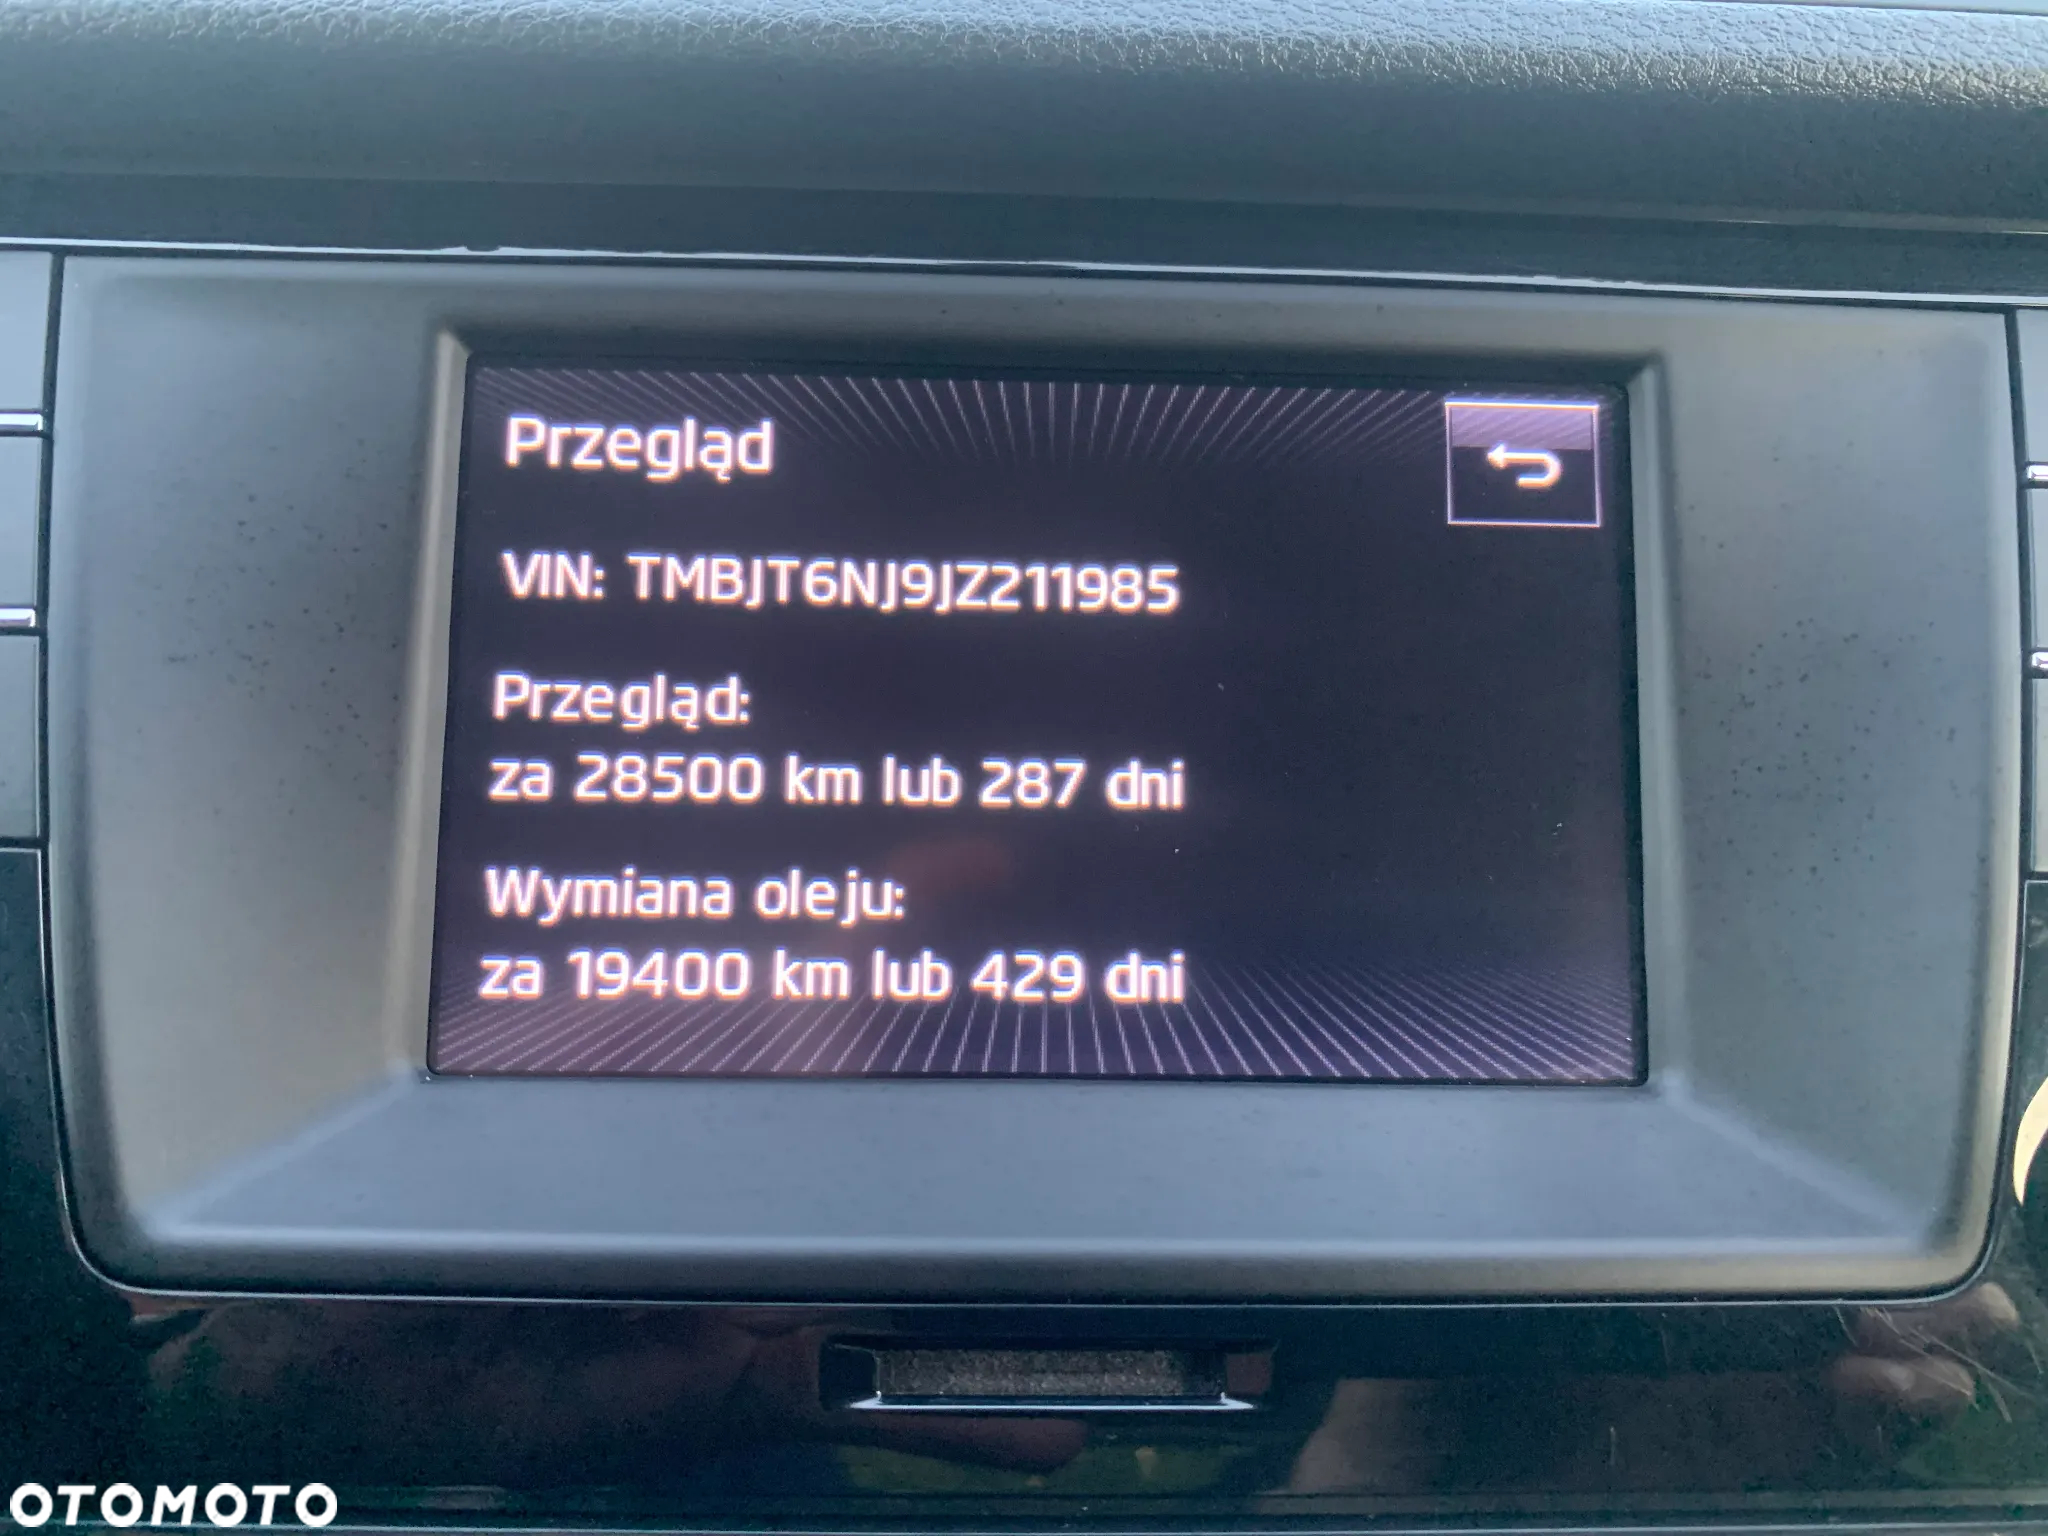 Przegląd
VIN: TMBJT6NJ9JZ211985
Przegląd:
za 28500 km lub 287 dni
Wymiana oleju:
za 19400 km lub 429 dni
OTOMOTO